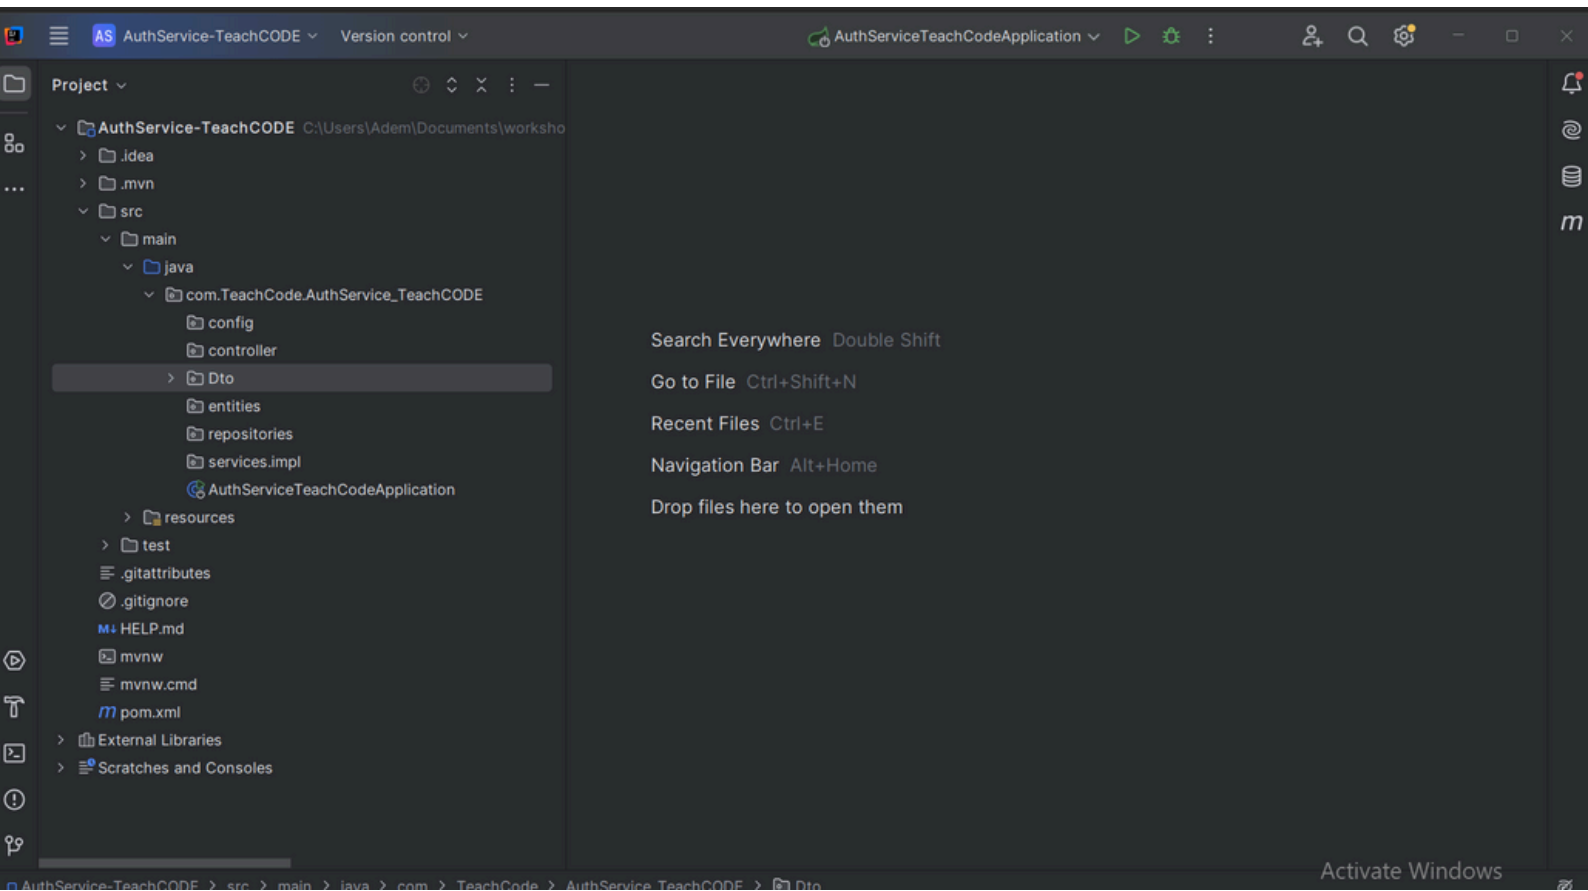 AS AuthService-TeachCODE Version control AuthServiceTeachCodeApplication
Project
AuthService-TeachCODE C:\Users\Adem\Documents\worksho
.idea
.mvn
src
main
java
com.TeachCode.AuthService_TeachCODE
config
controller
Dto
entities
repositories
services.impl
AuthServiceTeachCodeApplication
resources
test
.gitattributes
.gitignore
M↓ HELP.md
mvnw
mvnw.cmd
m pom.xml
External Libraries
Scratches and Consoles
Search Everywhere Double Shift
Go to File Ctrl+Shift+N
Recent Files Ctrl+E
Navigation Bar Alt+Home
Drop files here to open them
m
Activate Windows
AuthService-TeachCODE > src > main > java > com > TeachCode > AuthService_TeachCODE > Dto